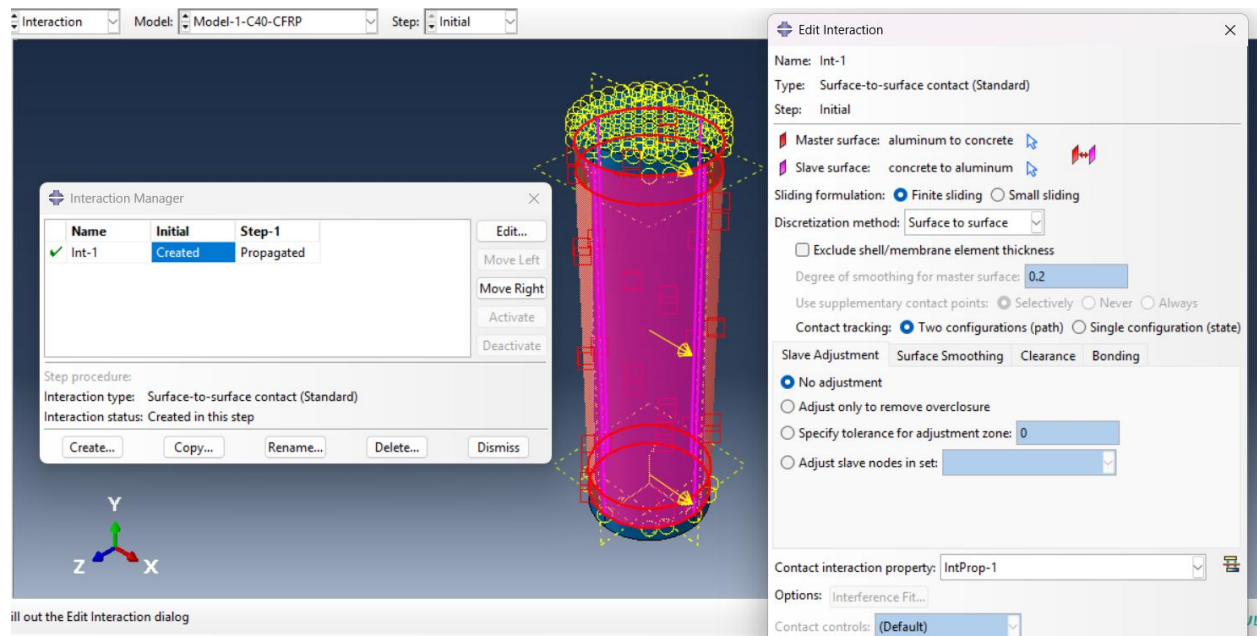 Interaction Model: Model-1-C40-CFRP Step: Initial
Edit Interaction
Name: Int-1
Type: Surface-to-surface contact (Standard)
Step: Initial
Master surface: aluminum to concrete
Slave surface: concrete to aluminum
Sliding formulation: Finite sliding Small sliding
Discretization method: Surface to surface
Exclude shell/membrane element thickness
Degree of smoothing for master surface: 0.2
Use supplementary contact points: Selectively Never Always
Contact tracking: Two configurations (path) Single configuration (state)
Slave Adjustment Surface Smoothing Clearance Bonding
No adjustment
Adjust only to remove overclosure
Specify tolerance for adjustment zone: 0
Adjust slave nodes in set:
Contact interaction property: IntProp-1
Options: Interference Fit...
Contact controls: (Default)
Interaction Manager
Name Initial Step-1
Int-1 Created Propagated
Edit...
Move Left
Move Right
Activate
Deactivate
Step procedure:
Interaction type: Surface-to-surface contact (Standard)
Interaction status: Created in this step
Create... Copy... Rename... Delete... Dismiss
Y
Z X
ill out the Edit Interaction dialog